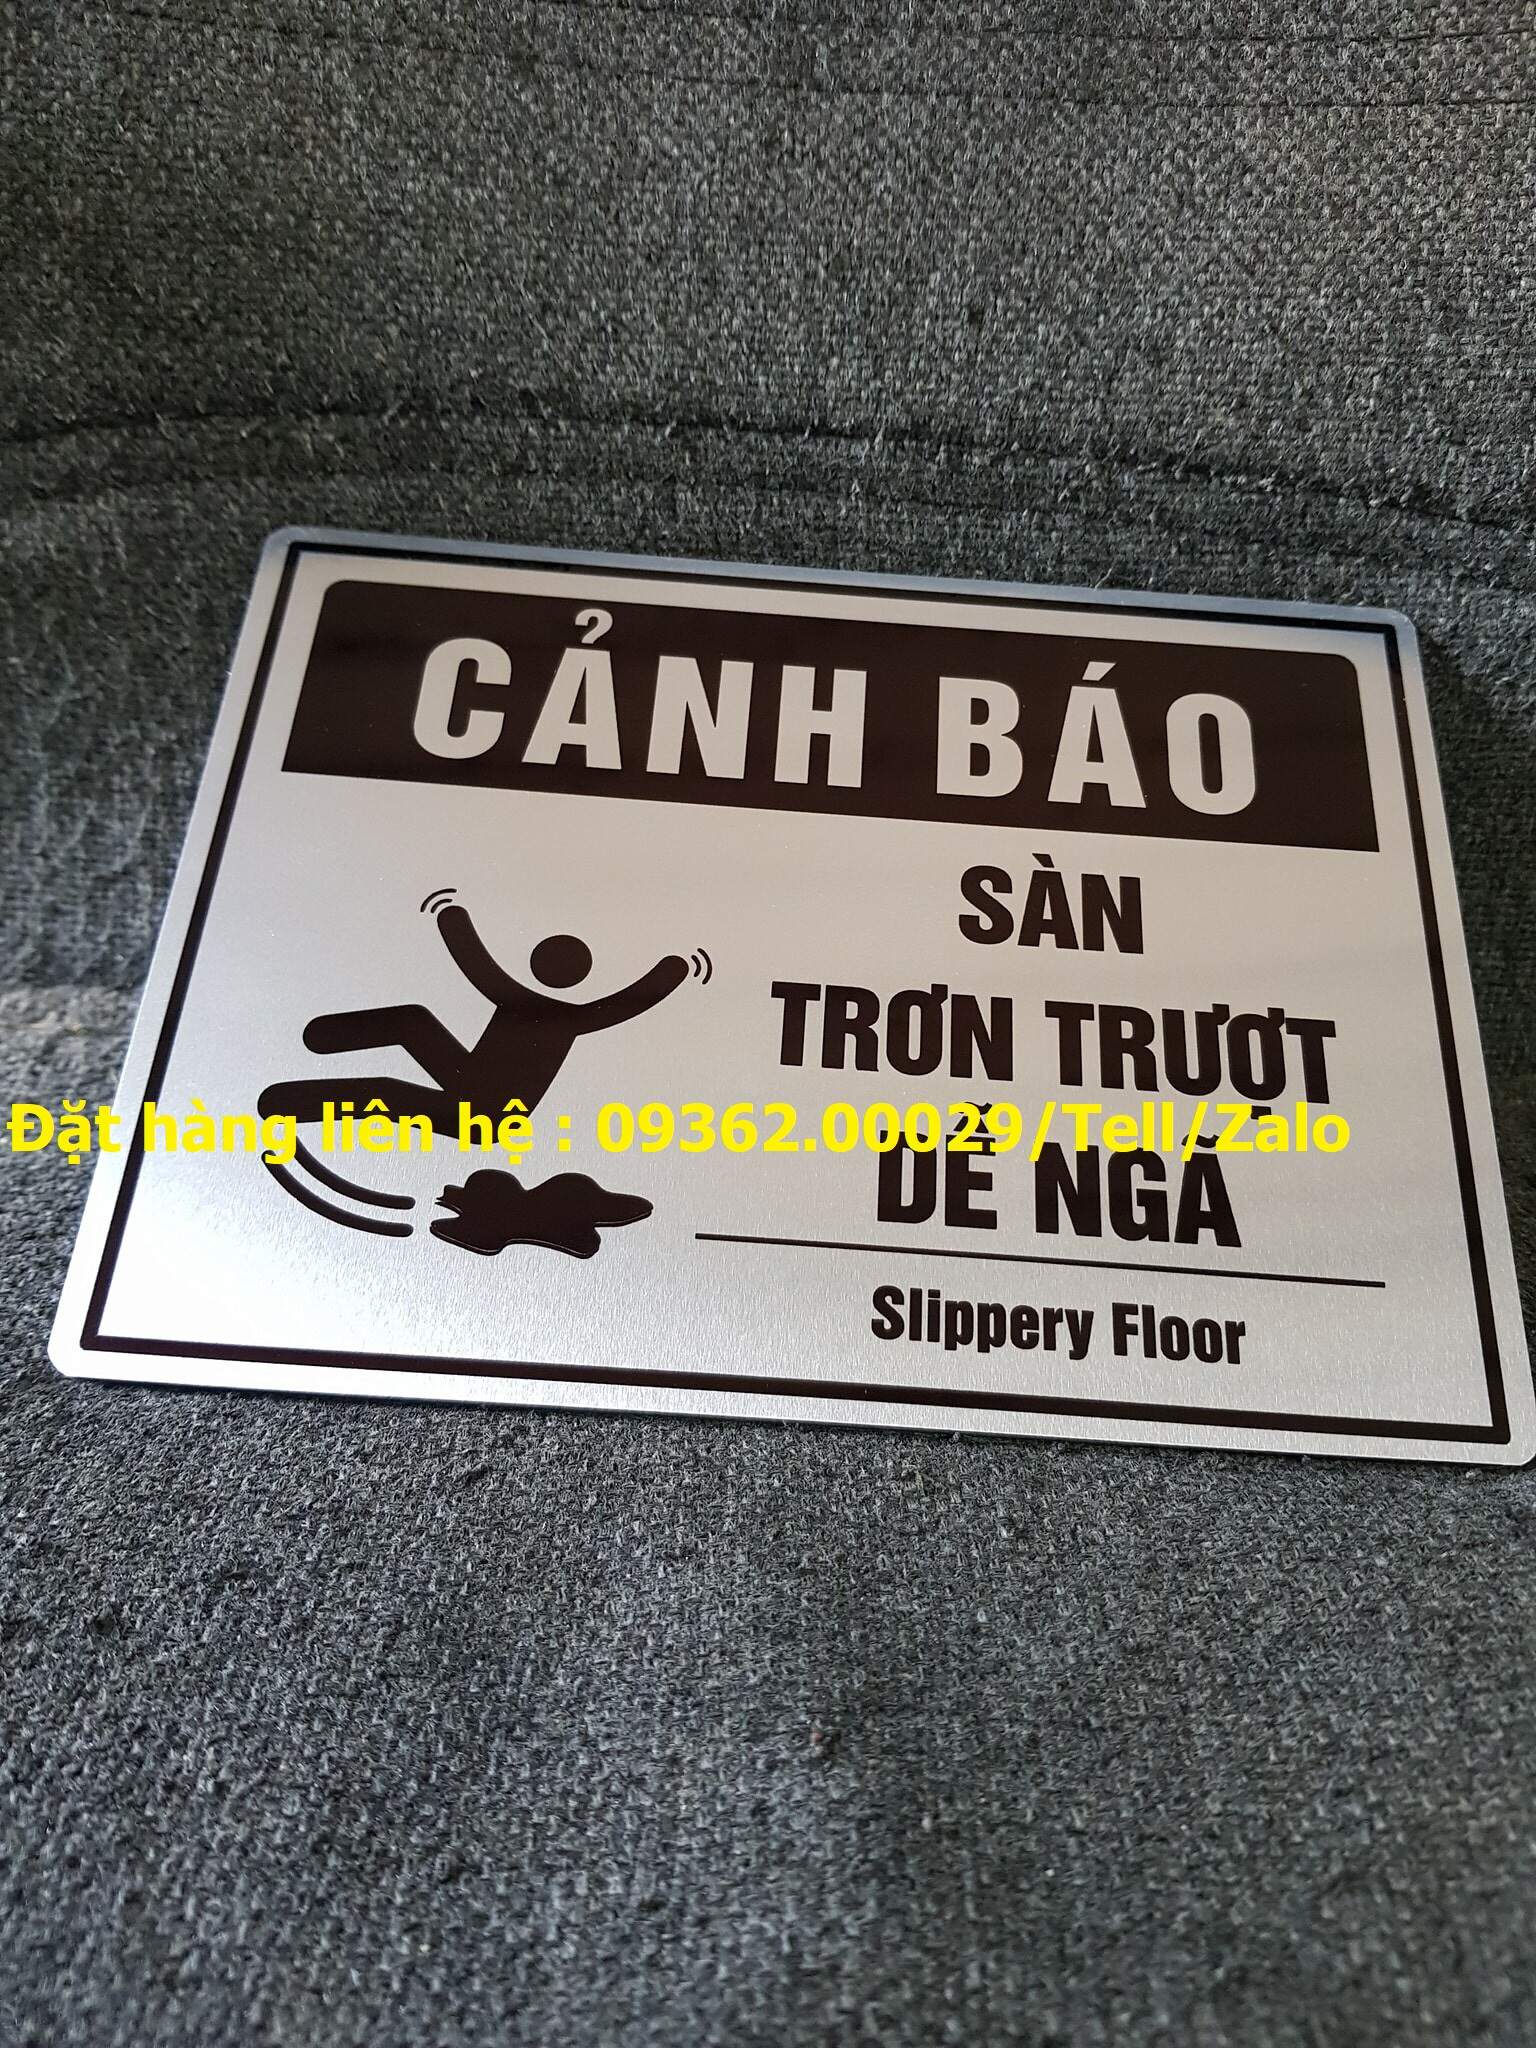 CẢNH BÁO
SÀN
TRƠN TRƯỢT
Đặt hàng liên hệ : 09362.00029/Tell/Zalo
DỄ NGÃ
Slippery Floor